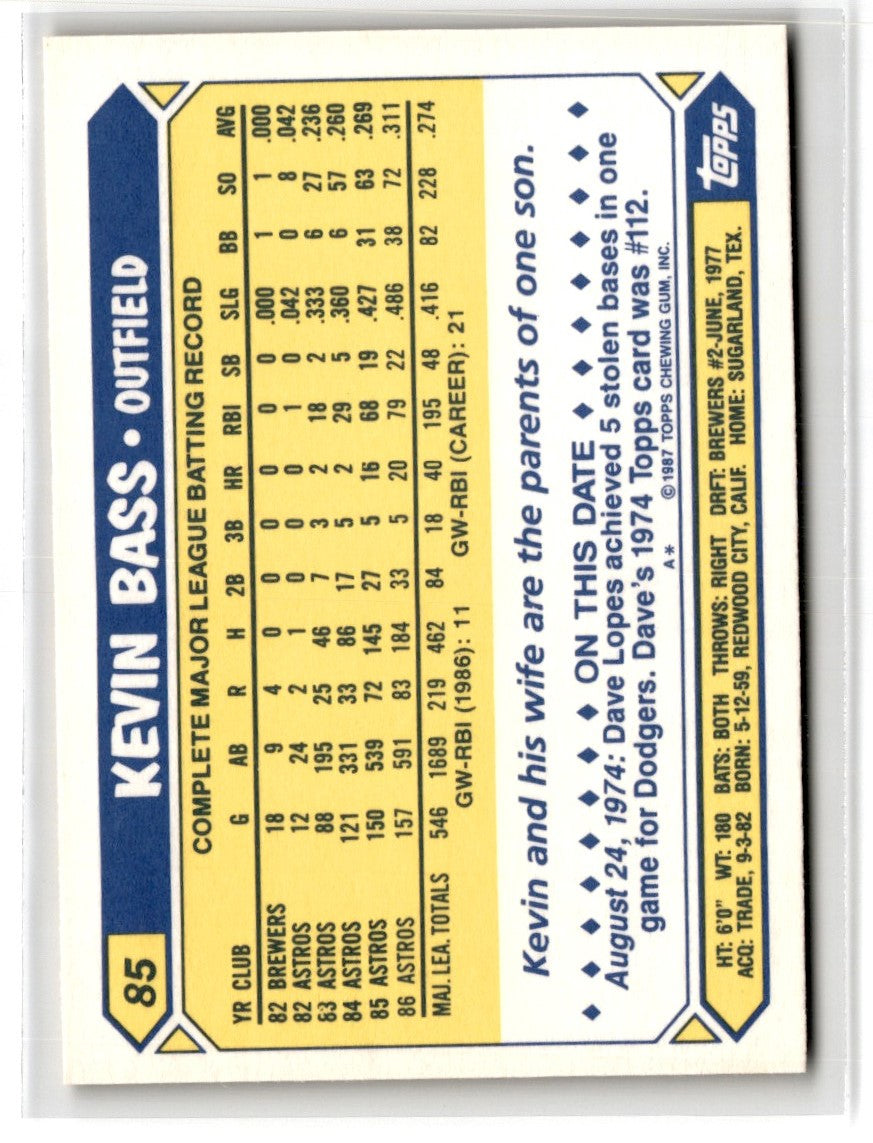 85
KEVIN BASS • OUTFIELD
COMPLETE MAJOR LEAGUE BATTING RECORD
YR CLUB G AB R H 2B 3B HR RBI SB SLG BB SO AVG
82 BREWERS 18 9 4 0 0 0 0 0 0 .000 1 1 .000
82 ASTROS 12 24 2 1 0 0 0 1 0 .042 0 8 .042
83 ASTROS 88 195 25 46 7 3 2 18 2 .333 6 27 .236
84 ASTROS 121 331 33 86 17 5 2 29 5 .360 6 57 .260
85 ASTROS 150 539 72 145 27 5 16 68 19 .427 31 63 .269
86 ASTROS 157 591 83 184 33 5 20 79 22 .486 38 72 .311
MAJ. LEA. TOTALS 546 1689 219 462 84 18 40 195 48 .416 82 228 .274
GW-RBI (1986): 11 GW-RBI (CAREER): 21
Kevin and his wife are the parents of one son.
◆ ◆ ◆ ◆ ◆ ◆ ◆ ON THIS DATE ◆ ◆ ◆ ◆ ◆ ◆ ◆
August 24, 1974: Dave Lopes achieved 5 stolen bases in one
game for Dodgers. Dave's 1974 Topps card was #112.
A* © 1987 TOPPS CHEWING GUM, INC.
HT: 6'0" WT: 180 BATS: BOTH THROWS: RIGHT DRFT: BREWERS #2-JUNE, 1977
ACQ: TRADE, 9-3-82 BORN: 5-12-59, REDWOOD CITY, CALIF. HOME: SUGARLAND, TEX.
TOPPS